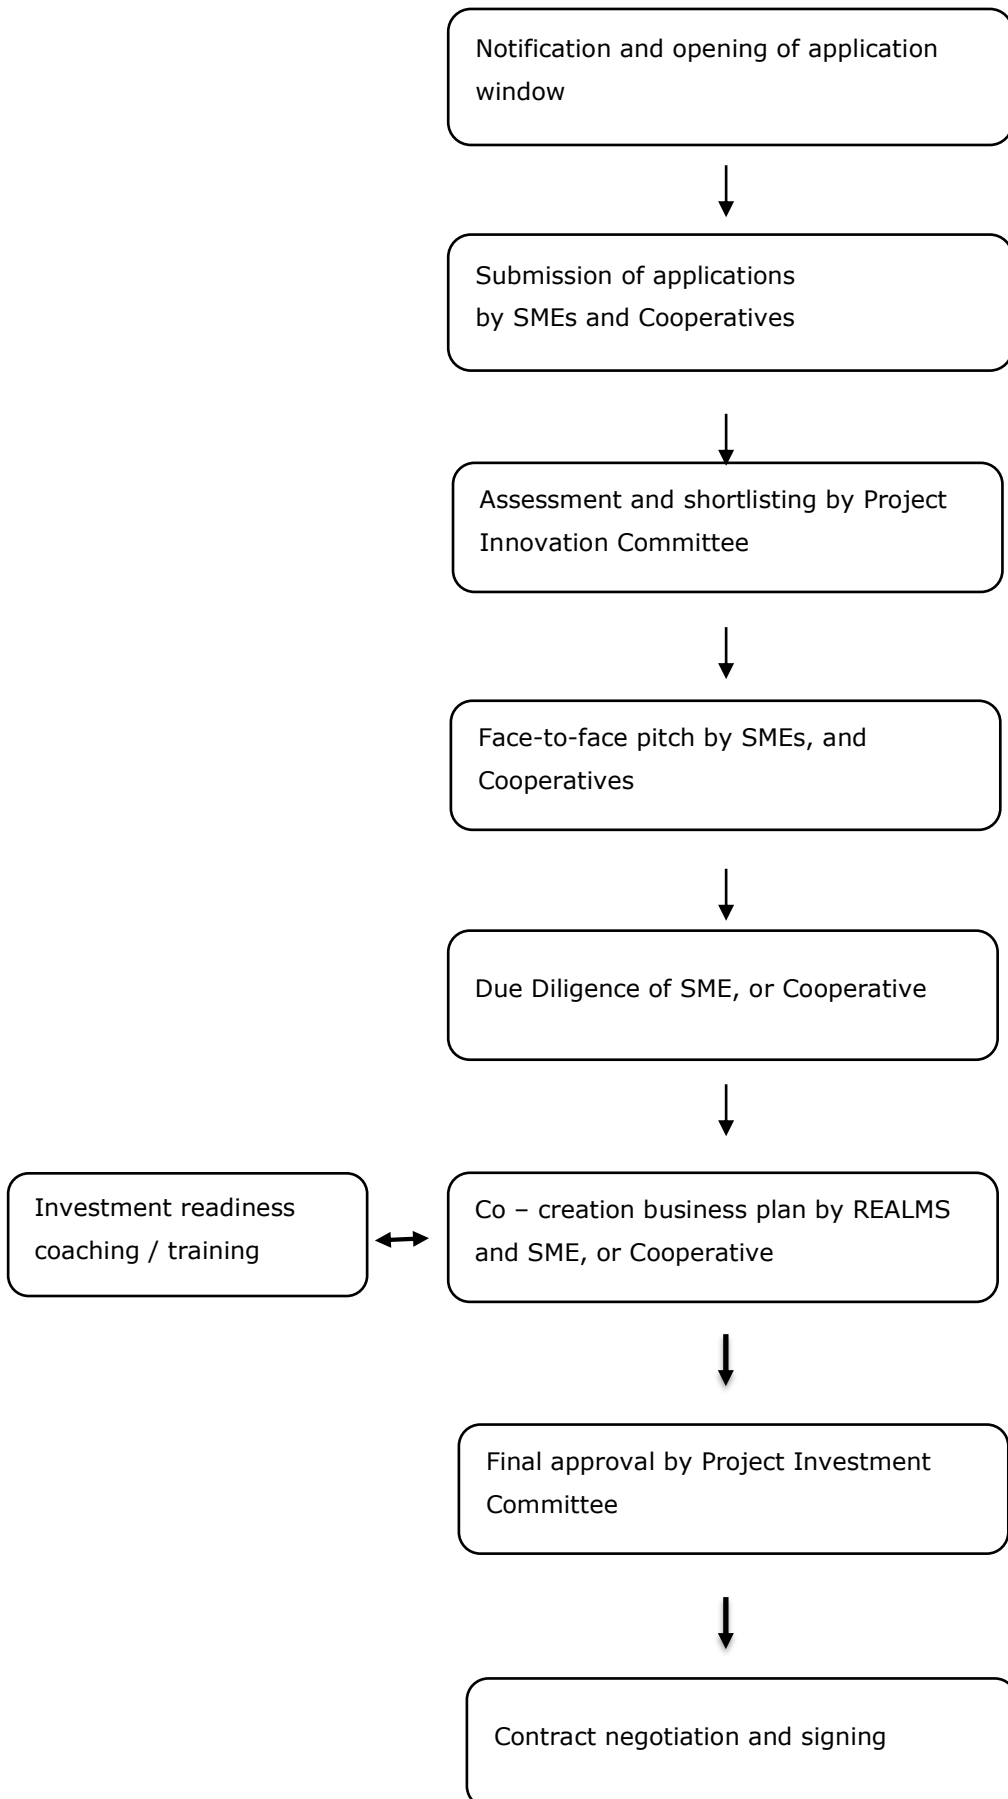 Notification and opening of application
window
Submission of applications
by SMEs and Cooperatives
Assessment and shortlisting by Project
Innovation Committee
Face-to-face pitch by SMEs, and
Cooperatives
Due Diligence of SME, or Cooperative
Investment readiness
coaching / training
Co – creation business plan by REALMS
and SME, or Cooperative
Final approval by Project Investment
Committee
Contract negotiation and signing